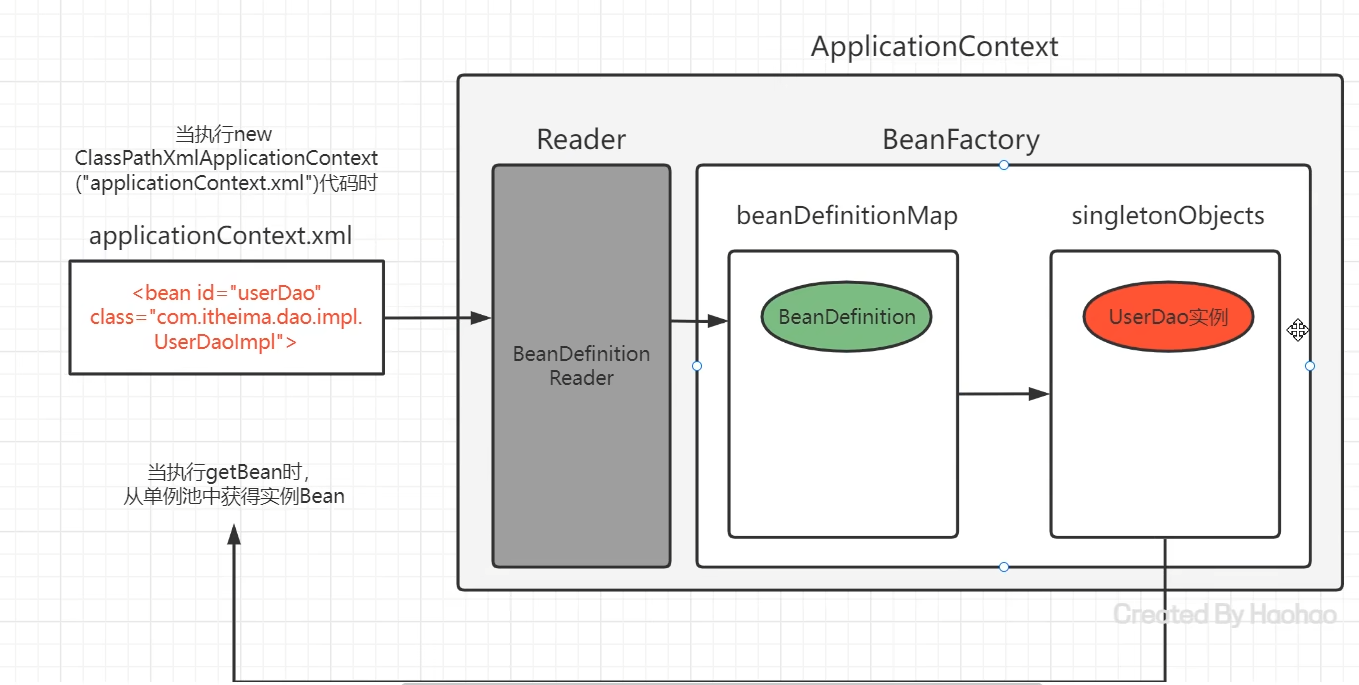 ApplicationContext
当执行new
ClassPathXmlApplicationContext
("applicationContext.xml")代码时
applicationContext.xml
<bean id="userDao"
class="com.itheima.dao.impl.
UserDaoImpl">
Reader
BeanDefinition
Reader
BeanFactory
beanDefinitionMap
BeanDefinition
singletonObjects
UserDao实例
当执行getBean时,
从单例池中获得实例Bean
Created By Haohao